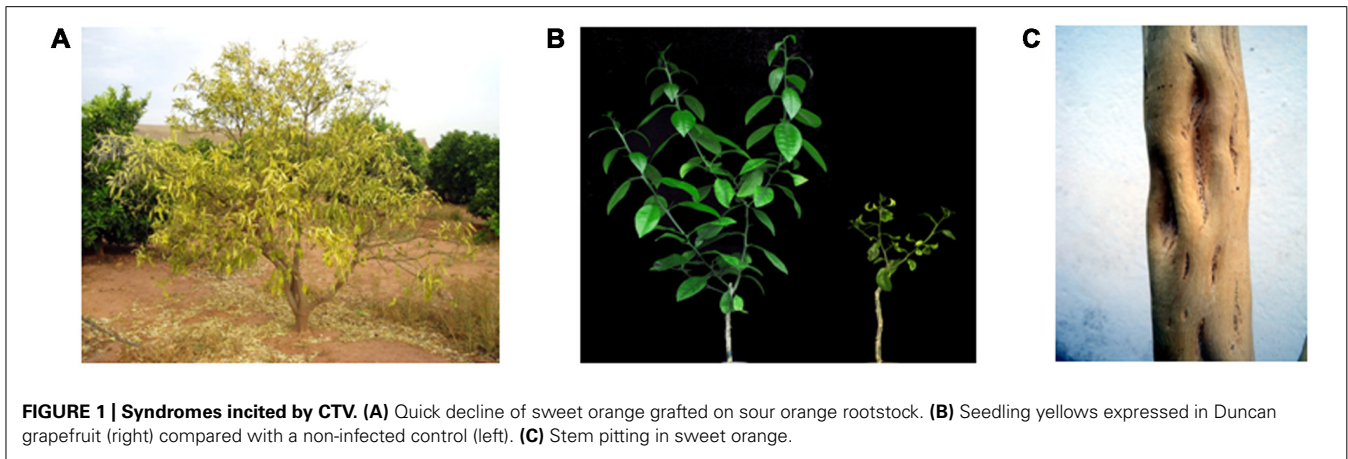 A
B
C
FIGURE 1 | Syndromes incited by CTV. (A) Quick decline of sweet orange grafted on sour orange rootstock. (B) Seedling yellows expressed in Duncan
grapefruit (right) compared with a non-infected control (left). (C) Stem pitting in sweet orange.